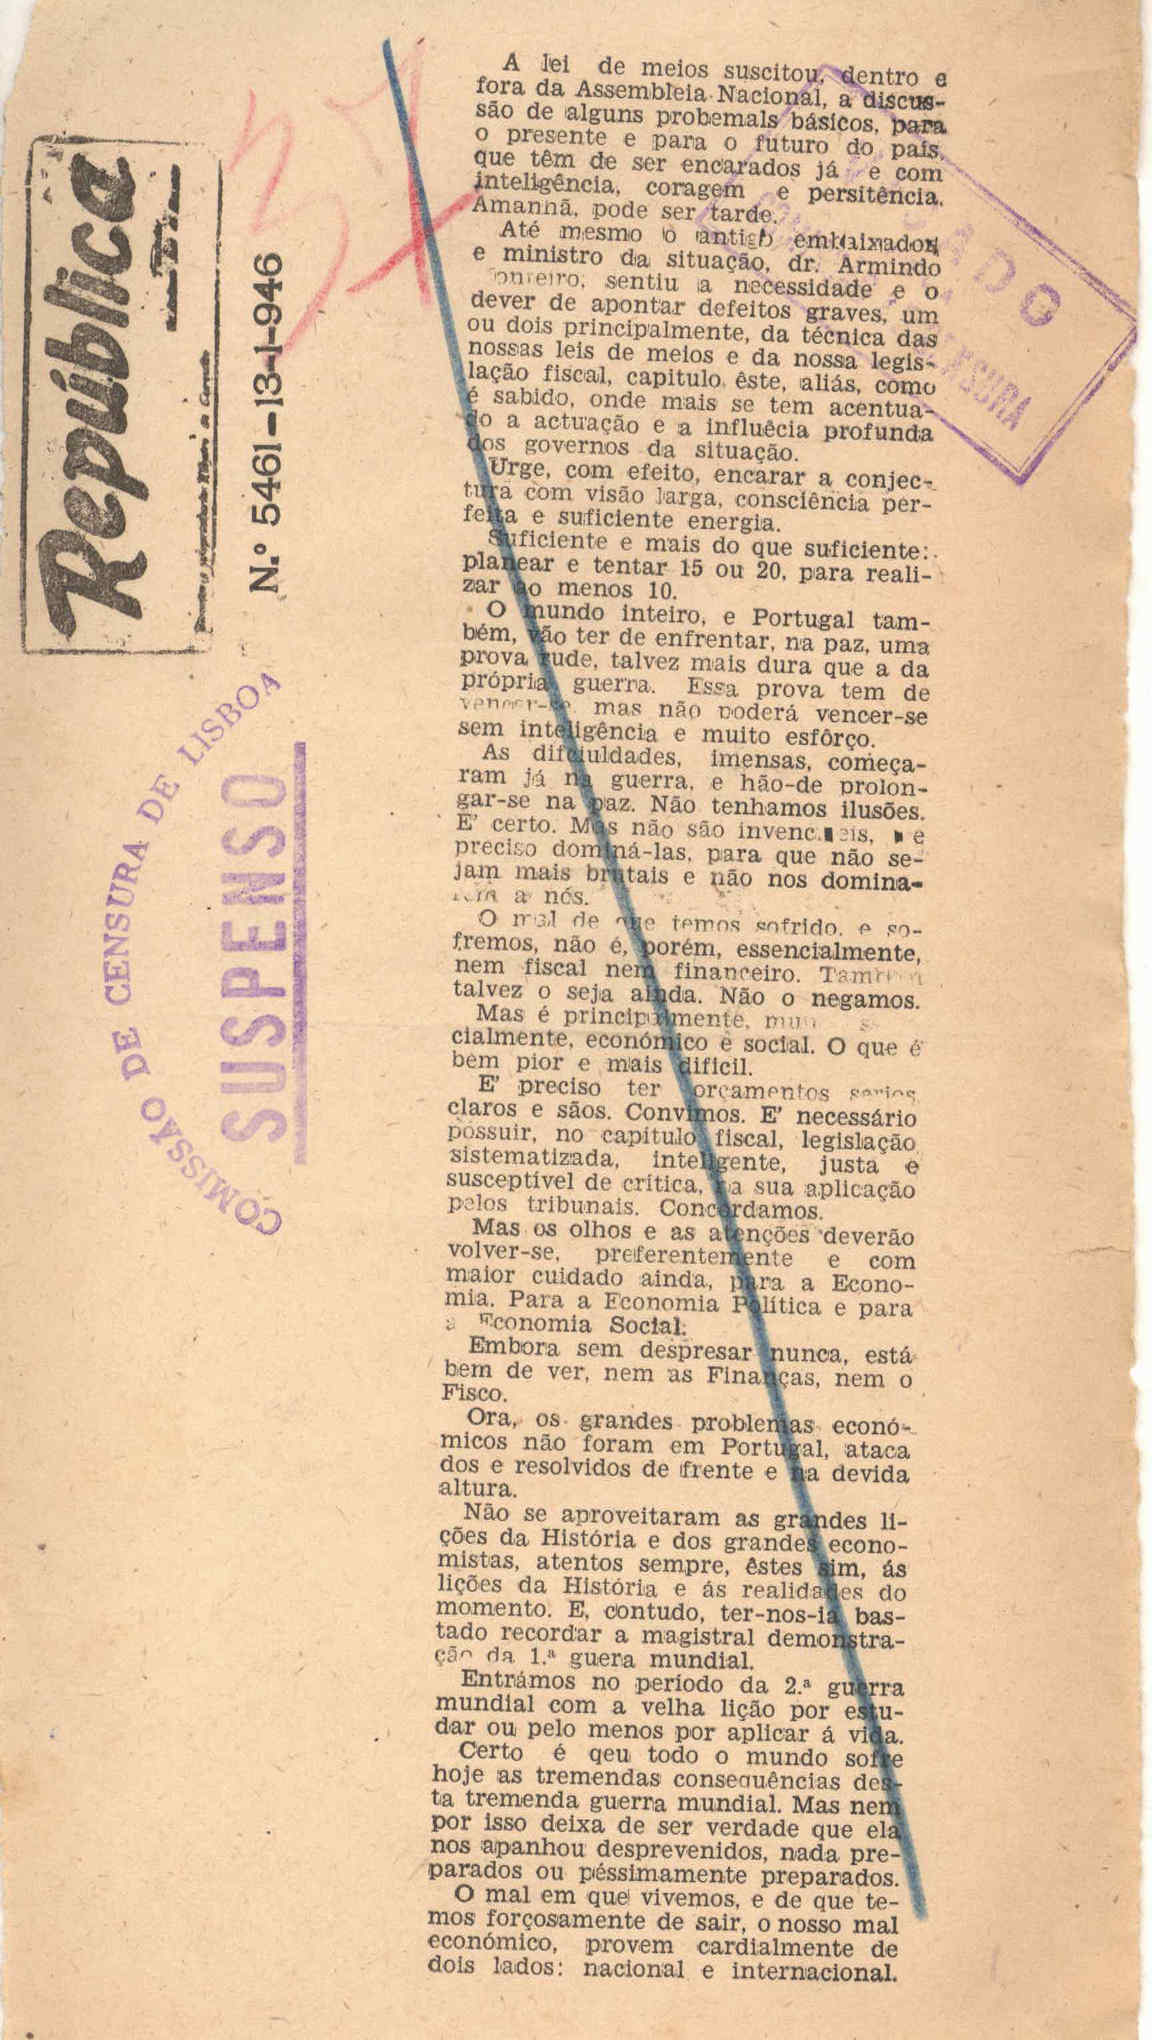 República
N.º 5461-13-1-946
COMISSÃO DE CENSURA DE LISBOA
SUSPENSO
37
A lei de meios suscitou, dentro e
fora da Assembleia Nacional, a discus-
são de alguns probemals básicos, para
o presente e para o futuro do país,
que têm de ser encarados já e com
inteligência, coragem e persitência.
Amanhã, pode ser tarde.
Até mesmo o antigo embaixador
e ministro da situação, dr. Armindo
sentiu a necessidade e o
dever de apontar defeitos graves, um
ou dois principalmente, da técnica das
nossas leis de meios e da nossa legis-
lação fiscal, capitulo êste, aliás, como
é sabido, onde mais se tem acentua-
do a actuação e a influêcia profunda
dos governos da situação.
Urge, com efeito, encarar a conjec-
tura com visão larga, consciência per-
feita e suficiente energia.
Suficiente e mais do que suficiente:
planear e tentar 15 ou 20, para reali-
zar ao menos 10.
O mundo inteiro, e Portugal tam-
bém, vão ter de enfrentar, na paz, uma
prova rude, talvez mais dura que a da
própria guerra. Essa prova tem de
vencer-se, mas não poderá vencer-se
sem inteligência e muito esfôrço.
As difciuldades, imensas, começa-
ram já na guerra, e hão-de prolon-
gar-se na paz. Não tenhamos ilusões.
E' certo. Mas não são invenc eis, e
preciso dominá-las, para que não se-
jam mais brutais e não nos domina-
rem a nós.
O mal de que temos sofrido, e so-
fremos, não é, porém, essencialmente,
nem fiscal nem financeiro. Também
talvez o seja ainda. Não o negamos.
Mas é principalmente,
cialmente, económico e social. O que é
bem pior e mais dificil.
E' preciso ter orçamentos serios,
claros e sãos. Convimos. E' necessário
possuir, no capitulo fiscal, legislação
sistematizada, inteligente, justa e
susceptivel de critica, na sua aplicação
pelos tribunais. Concordamos.
Mas os olhos e as atenções deverão
volver-se, preferentemente e com
maior cuidado ainda, para a Econo-
mia. Para a Economia Política e para
a Economia Social.
Embora sem despresar nunca, está
bem de ver, nem as Finanças, nem o
Fisco.
Ora, os grandes problemas econó-
micos não foram em Portugal, ataca
dos e resolvidos de frente e na devida
altura.
Não se aproveitaram as grandes li-
ções da História e dos grandes econo-
mistas, atentos sempre, êstes sim, ás
lições da História e ás realidades do
momento. E, contudo, ter-nos-ia bas-
tado recordar a magistral demonstra-
ção da 1.ª guera mundial.
Entrámos no periodo da 2.ª guerra
mundial com a velha lição por estu-
dar ou pelo menos por aplicar á vida.
Certo é qeu todo o mundo sofre
hoje as tremendas consequências des-
ta tremenda guerra mundial. Mas nem
por isso deixa de ser verdade que ela
nos apanhou desprevenidos, nada pre-
parados ou péssimamente preparados.
O mal em que vivemos, e de que te-
mos forçosamente de sair, o nosso mal
económico, provem cardialmente de
dois lados: nacional e internacional.